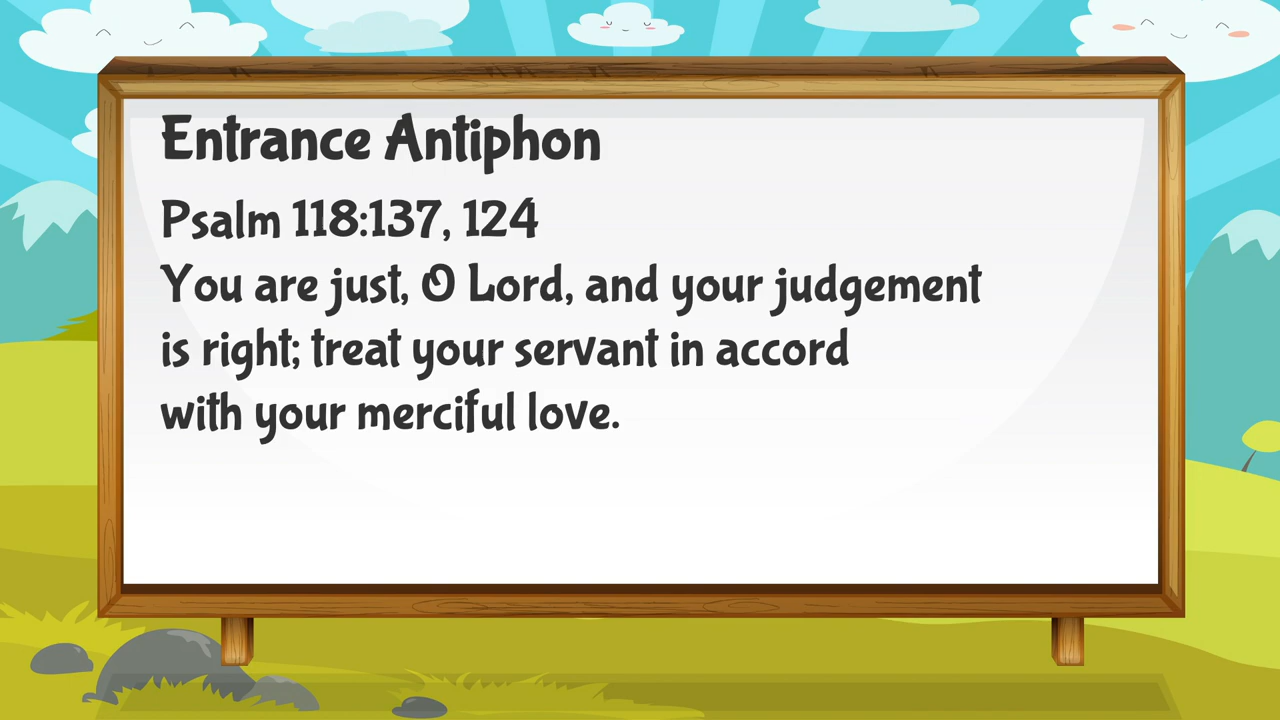 Entrance Antiphon
Psalm 118:137, 124
You are just, O Lord, and your judgement
is right; treat your servant in accord
with your merciful love.